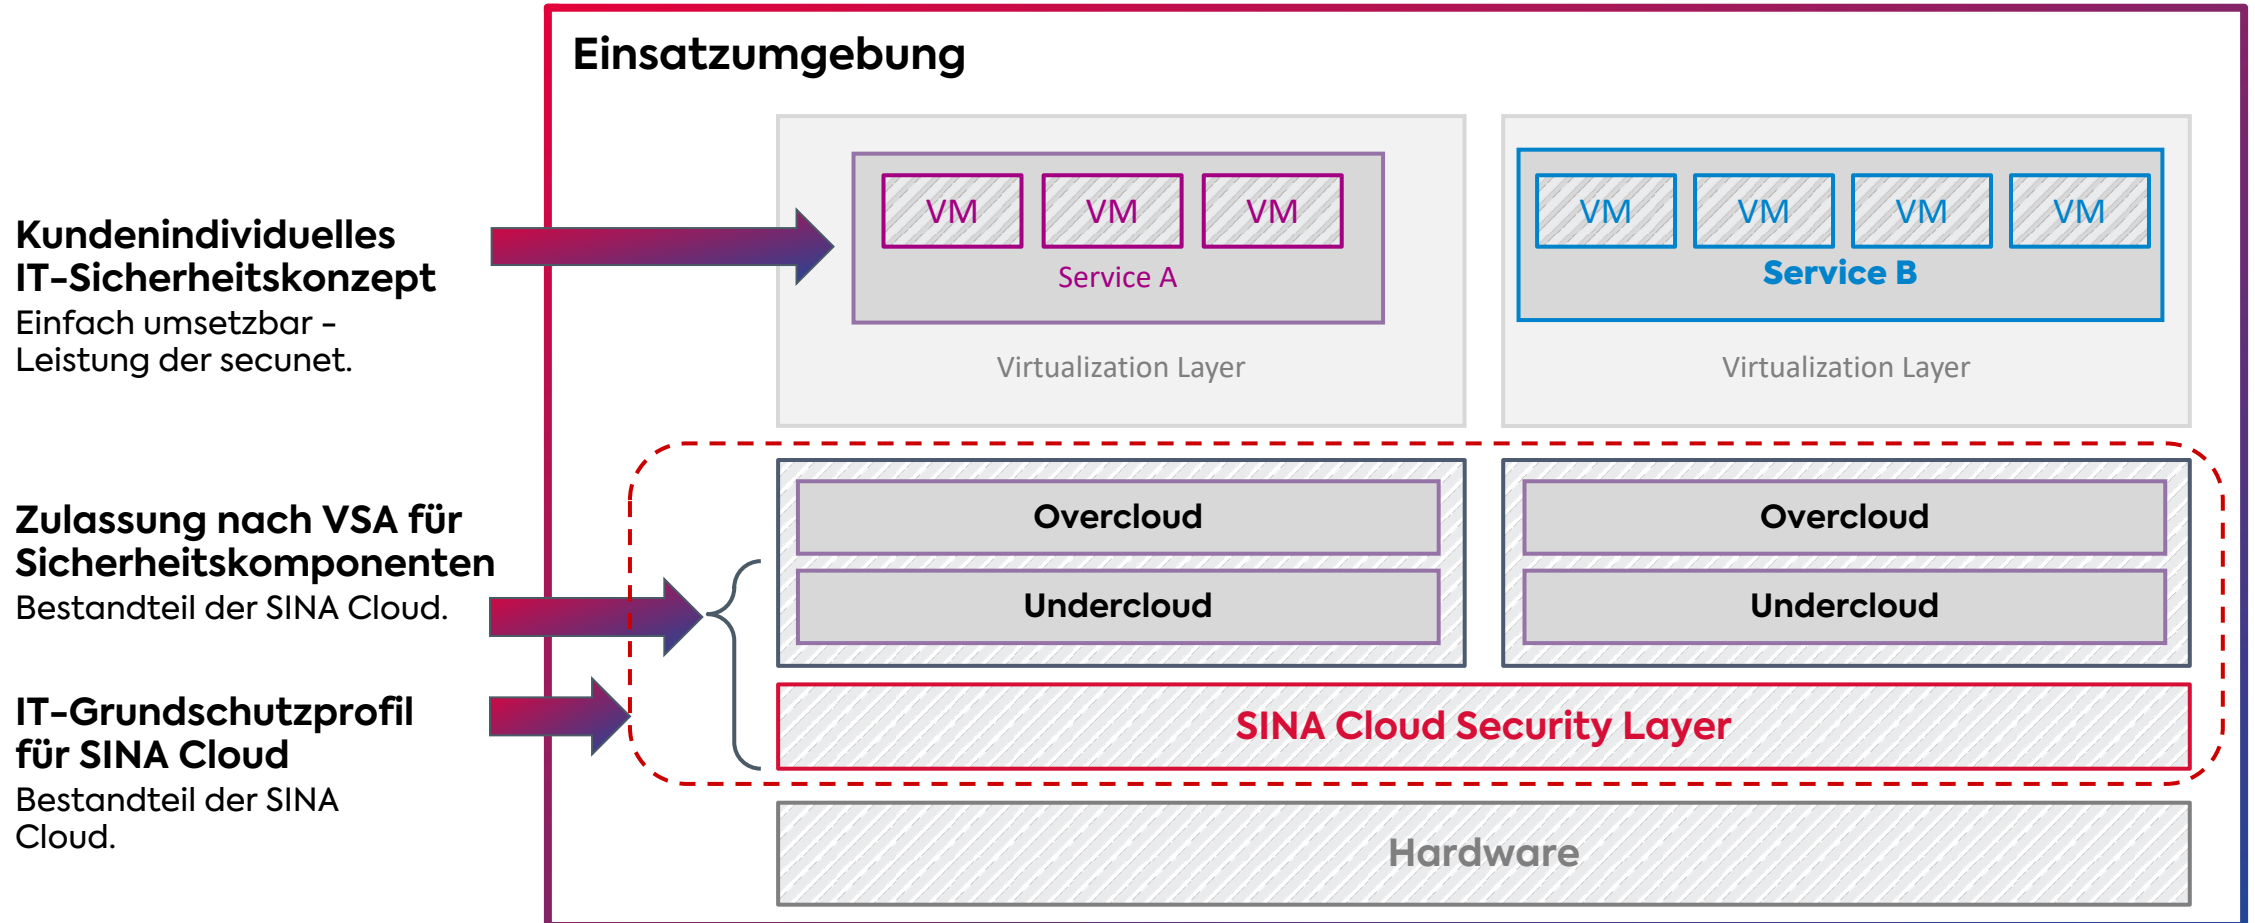 Einsatzumgebung
Kundenindividuelles
IT-Sicherheitskonzept
Einfach umsetzbar -
Leistung der secunet.
VM VM VM
Service A
Virtualization Layer
VM VM VM VM
Service B
Virtualization Layer
Zulassung nach VSA für
Sicherheitskomponenten
Bestandteil der SINA Cloud.
Overcloud
Undercloud
Overcloud
Undercloud
IT-Grundschutzprofil
für SINA Cloud
Bestandteil der SINA
Cloud.
SINA Cloud Security Layer
Hardware